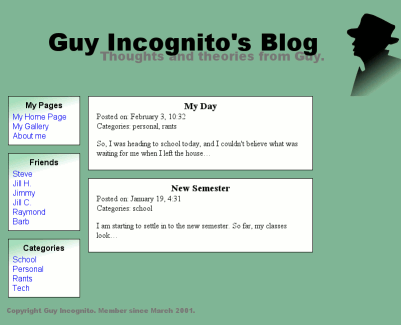 Guy Incognito's Blog
Thoughts and theories from Guy.
My Pages
My Home Page
My Gallery
About me
Friends
Steve
Jill H.
Jimmy
Jill C.
Raymond
Barb
Categories
School
Personal
Rants
Tech
My Day
Posted on February 3, 10:32
Categories: personal, rants
So, I was heading to school today, and I couldn't believe what was
waiting for me when I left the house...
New Semester
Posted on January 19, 4:31
Categories: school
I am starting to settle in to the new semester. So far, my classes
look...
Copyright Guy Incognito. Member since March 2001.